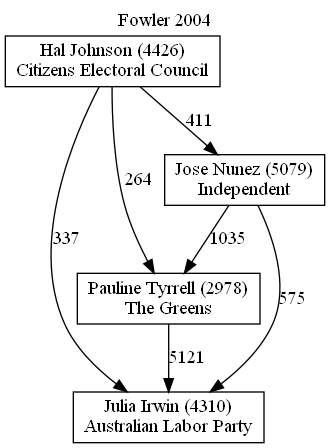 Fowler 2004
Hal Johnson (4426)
Citizens Electoral Council
411
Jose Nunez (5079)
Independent
264
337
1035
575
Pauline Tyrrell (2978)
The Greens
5121
Julia Irwin (4310)
Australian Labor Party